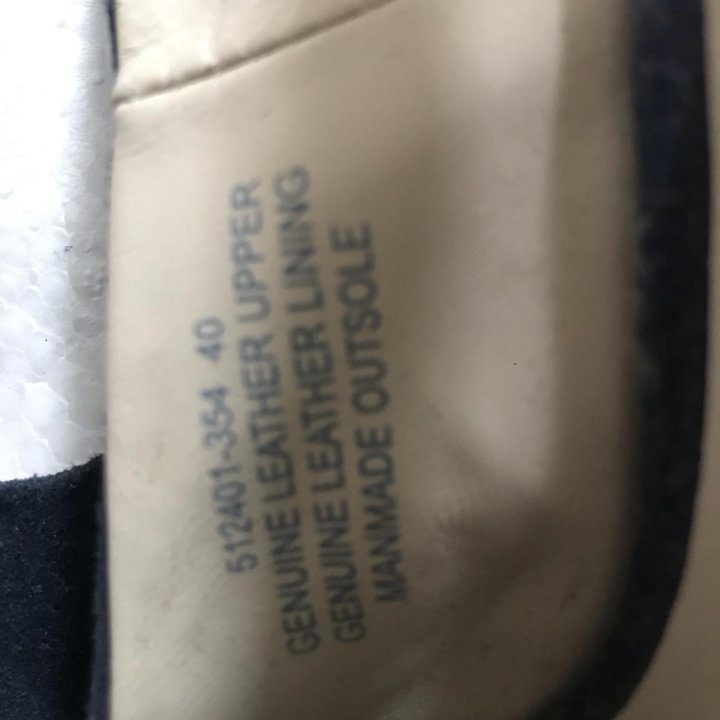 512401-354 40
GENUINE LEATHER UPPER
GENUINE LEATHER LINING
MANMADE OUTSOLE